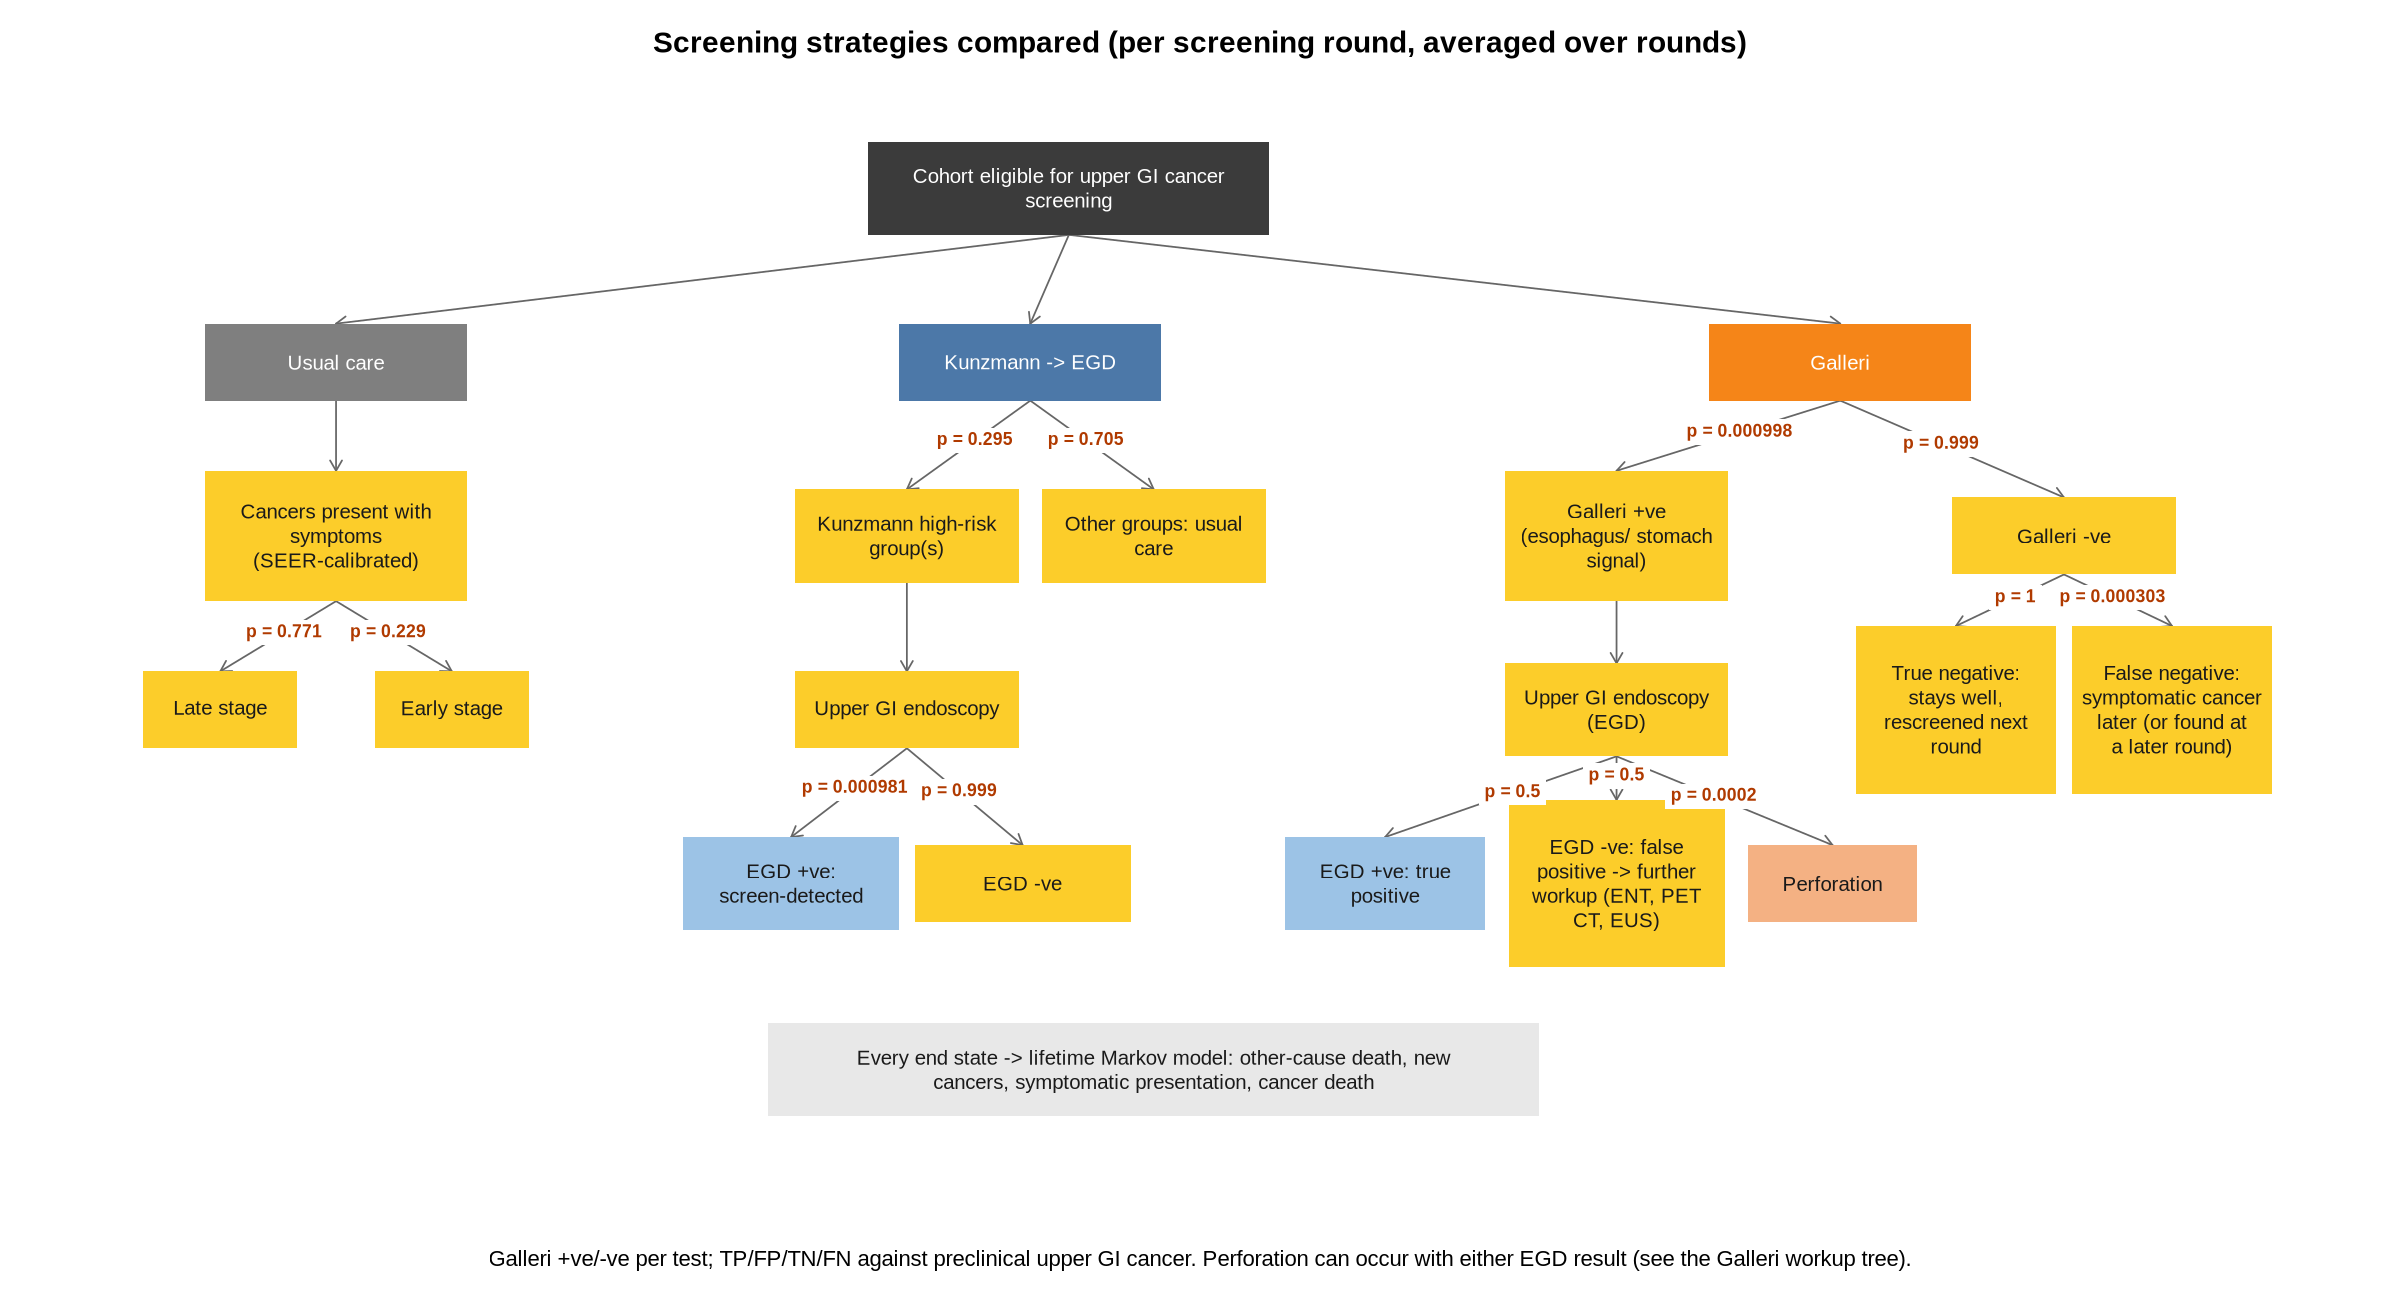 Screening strategies compared (per screening round, averaged over rounds)
Cohort eligible for upper GI cancer
screening
Usual care
Kunzmann -> EGD
Galleri
p = 0.295
p = 0.705
p = 0.000998
p = 0.999
Cancers present with
symptoms
(SEER-calibrated)
Kunzmann high-risk
group(s)
Other groups: usual
care
Galleri +ve
(esophagus/ stomach
signal)
Galleri -ve
p = 0.771
p = 0.229
p = 1
p = 0.000303
Late stage
Early stage
Upper GI endoscopy
Upper GI endoscopy
(EGD)
True negative:
stays well,
rescreened next
round
False negative:
symptomatic cancer
later (or found at
a later round)
p = 0.000981
p = 0.999
p = 0.5
p = 0.5
p = 0.0002
EGD +ve:
screen-detected
EGD -ve
EGD +ve: true
positive
EGD -ve: false
positive -> further
workup (ENT, PET
CT, EUS)
Perforation
Every end state -> lifetime Markov model: other-cause death, new
cancers, symptomatic presentation, cancer death
Galleri +ve/-ve per test; TP/FP/TN/FN against preclinical upper GI cancer. Perforation can occur with either EGD result (see the Galleri workup tree).